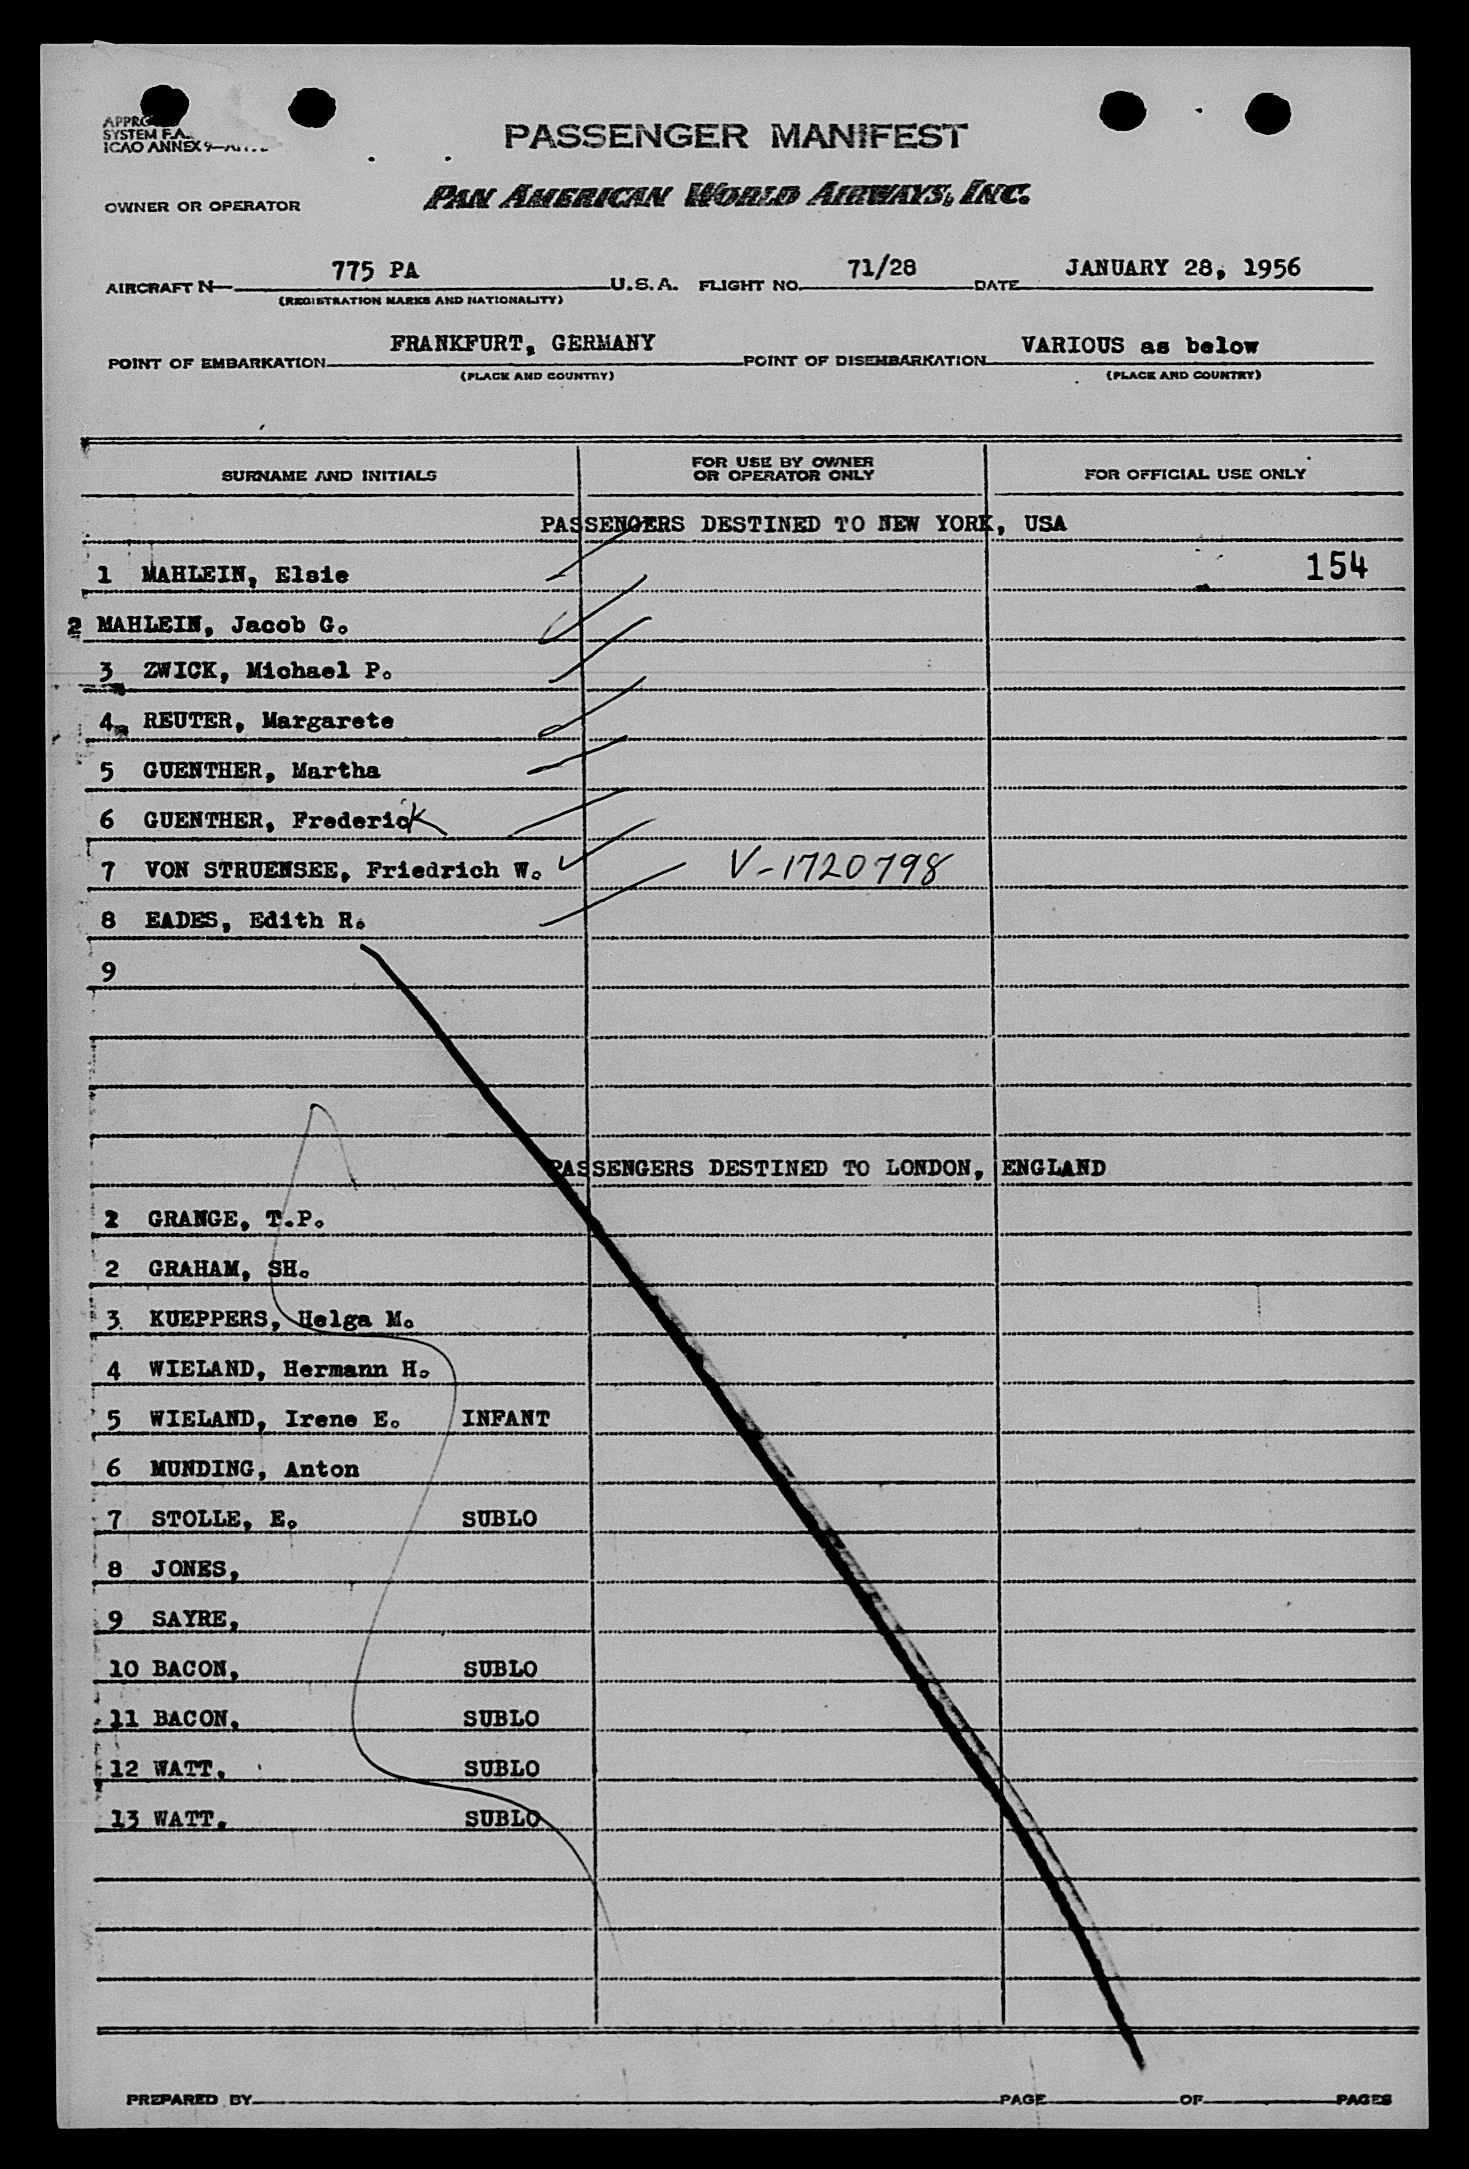 SYSTEM F.A.
ICAO ANNEX 9
PASSENGER MANIFEST
OWNER OR OPERATOR
PAN AMERICAN WORLD AIRWAYS, INC.
AIRCRAFT N 775 PA U.S.A. FLIGHT NO. 71/28 DATE JANUARY 28, 1956
(REGISTRATION MARKS AND NATIONALITY)
POINT OF EMBARKATION FRANKFURT, GERMANY POINT OF DISEMBARKATION VARIOUS as below
(PLACE AND COUNTRY) (PLACE AND COUNTRY)
SURNAME AND INITIALS FOR USE BY OWNER OR OPERATOR ONLY FOR OFFICIAL USE ONLY
PASSENGERS DESTINED TO NEW YORK, USA
1 MAHLEIN, Elsie 154
2 MAHLEIN, Jacob G.
3 ZWICK, Michael P.
4 REUTER, Margarete
5 GUENTHER, Martha
6 GUENTHER, Frederick
7 VON STRUENSEE, Friedrich W. V-1720798
8 EADES, Edith R.
9
PASSENGERS DESTINED TO LONDON, ENGLAND
GRANGE, T.P.
2 GRAHAM, SH.
3 KUEPPERS, Helga M.
4 WIELAND, Hermann H.
5 WIELAND, Irene E. INFANT
6 MUNDING, Anton
7 STOLLE, E. SUBLO
8 JONES,
9 SAYRE,
10 BACON, SUBLO
11 BACON, SUBLO
12 WATT. SUBLO
13 WATT. SUBLO
PREPARED BY PAGE OF PAGES